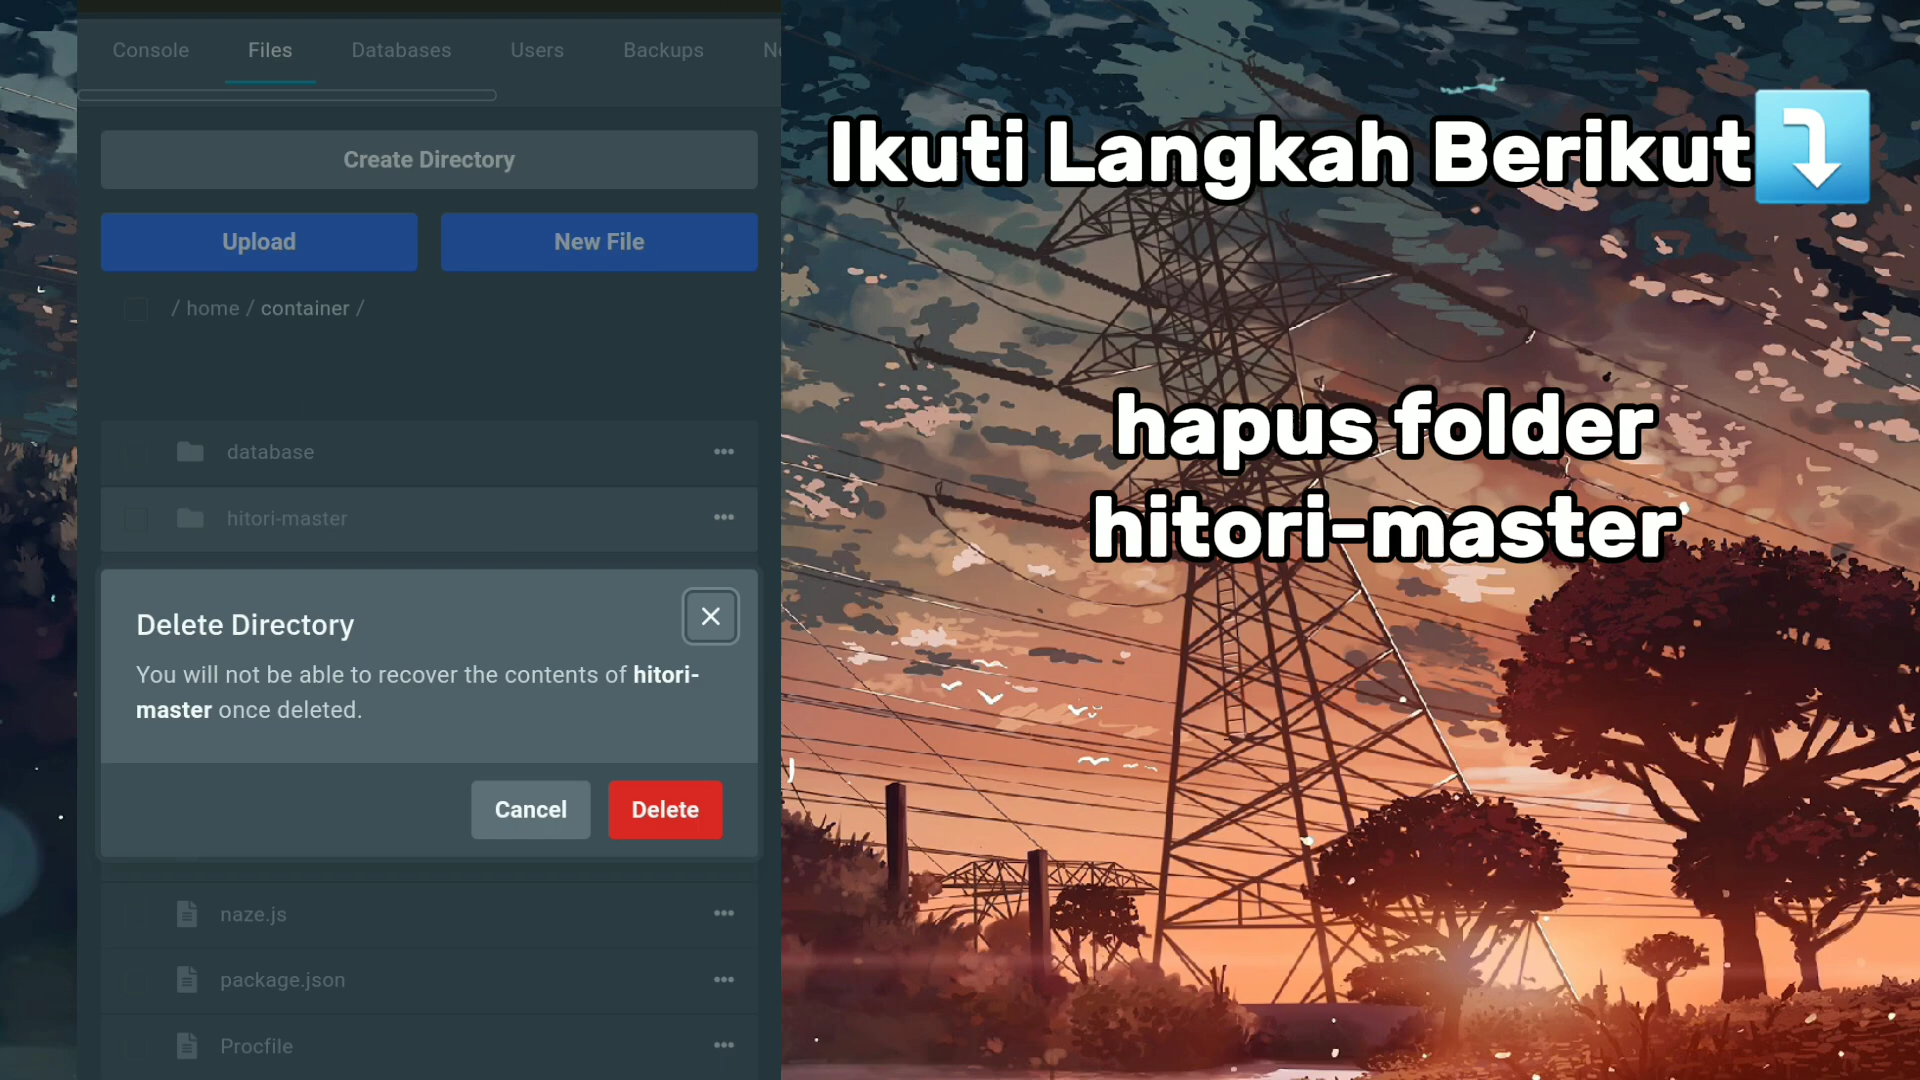 Console Files Databases Users Backups
Create Directory
Upload New File
/ home / container /
database
hitori-master
Delete Directory
You will not be able to recover the contents of hitori-
master once deleted.
Cancel Delete
naze.js
package.json
Procfile
Ikuti Langkah Berikut
hapus folder
hitori-master